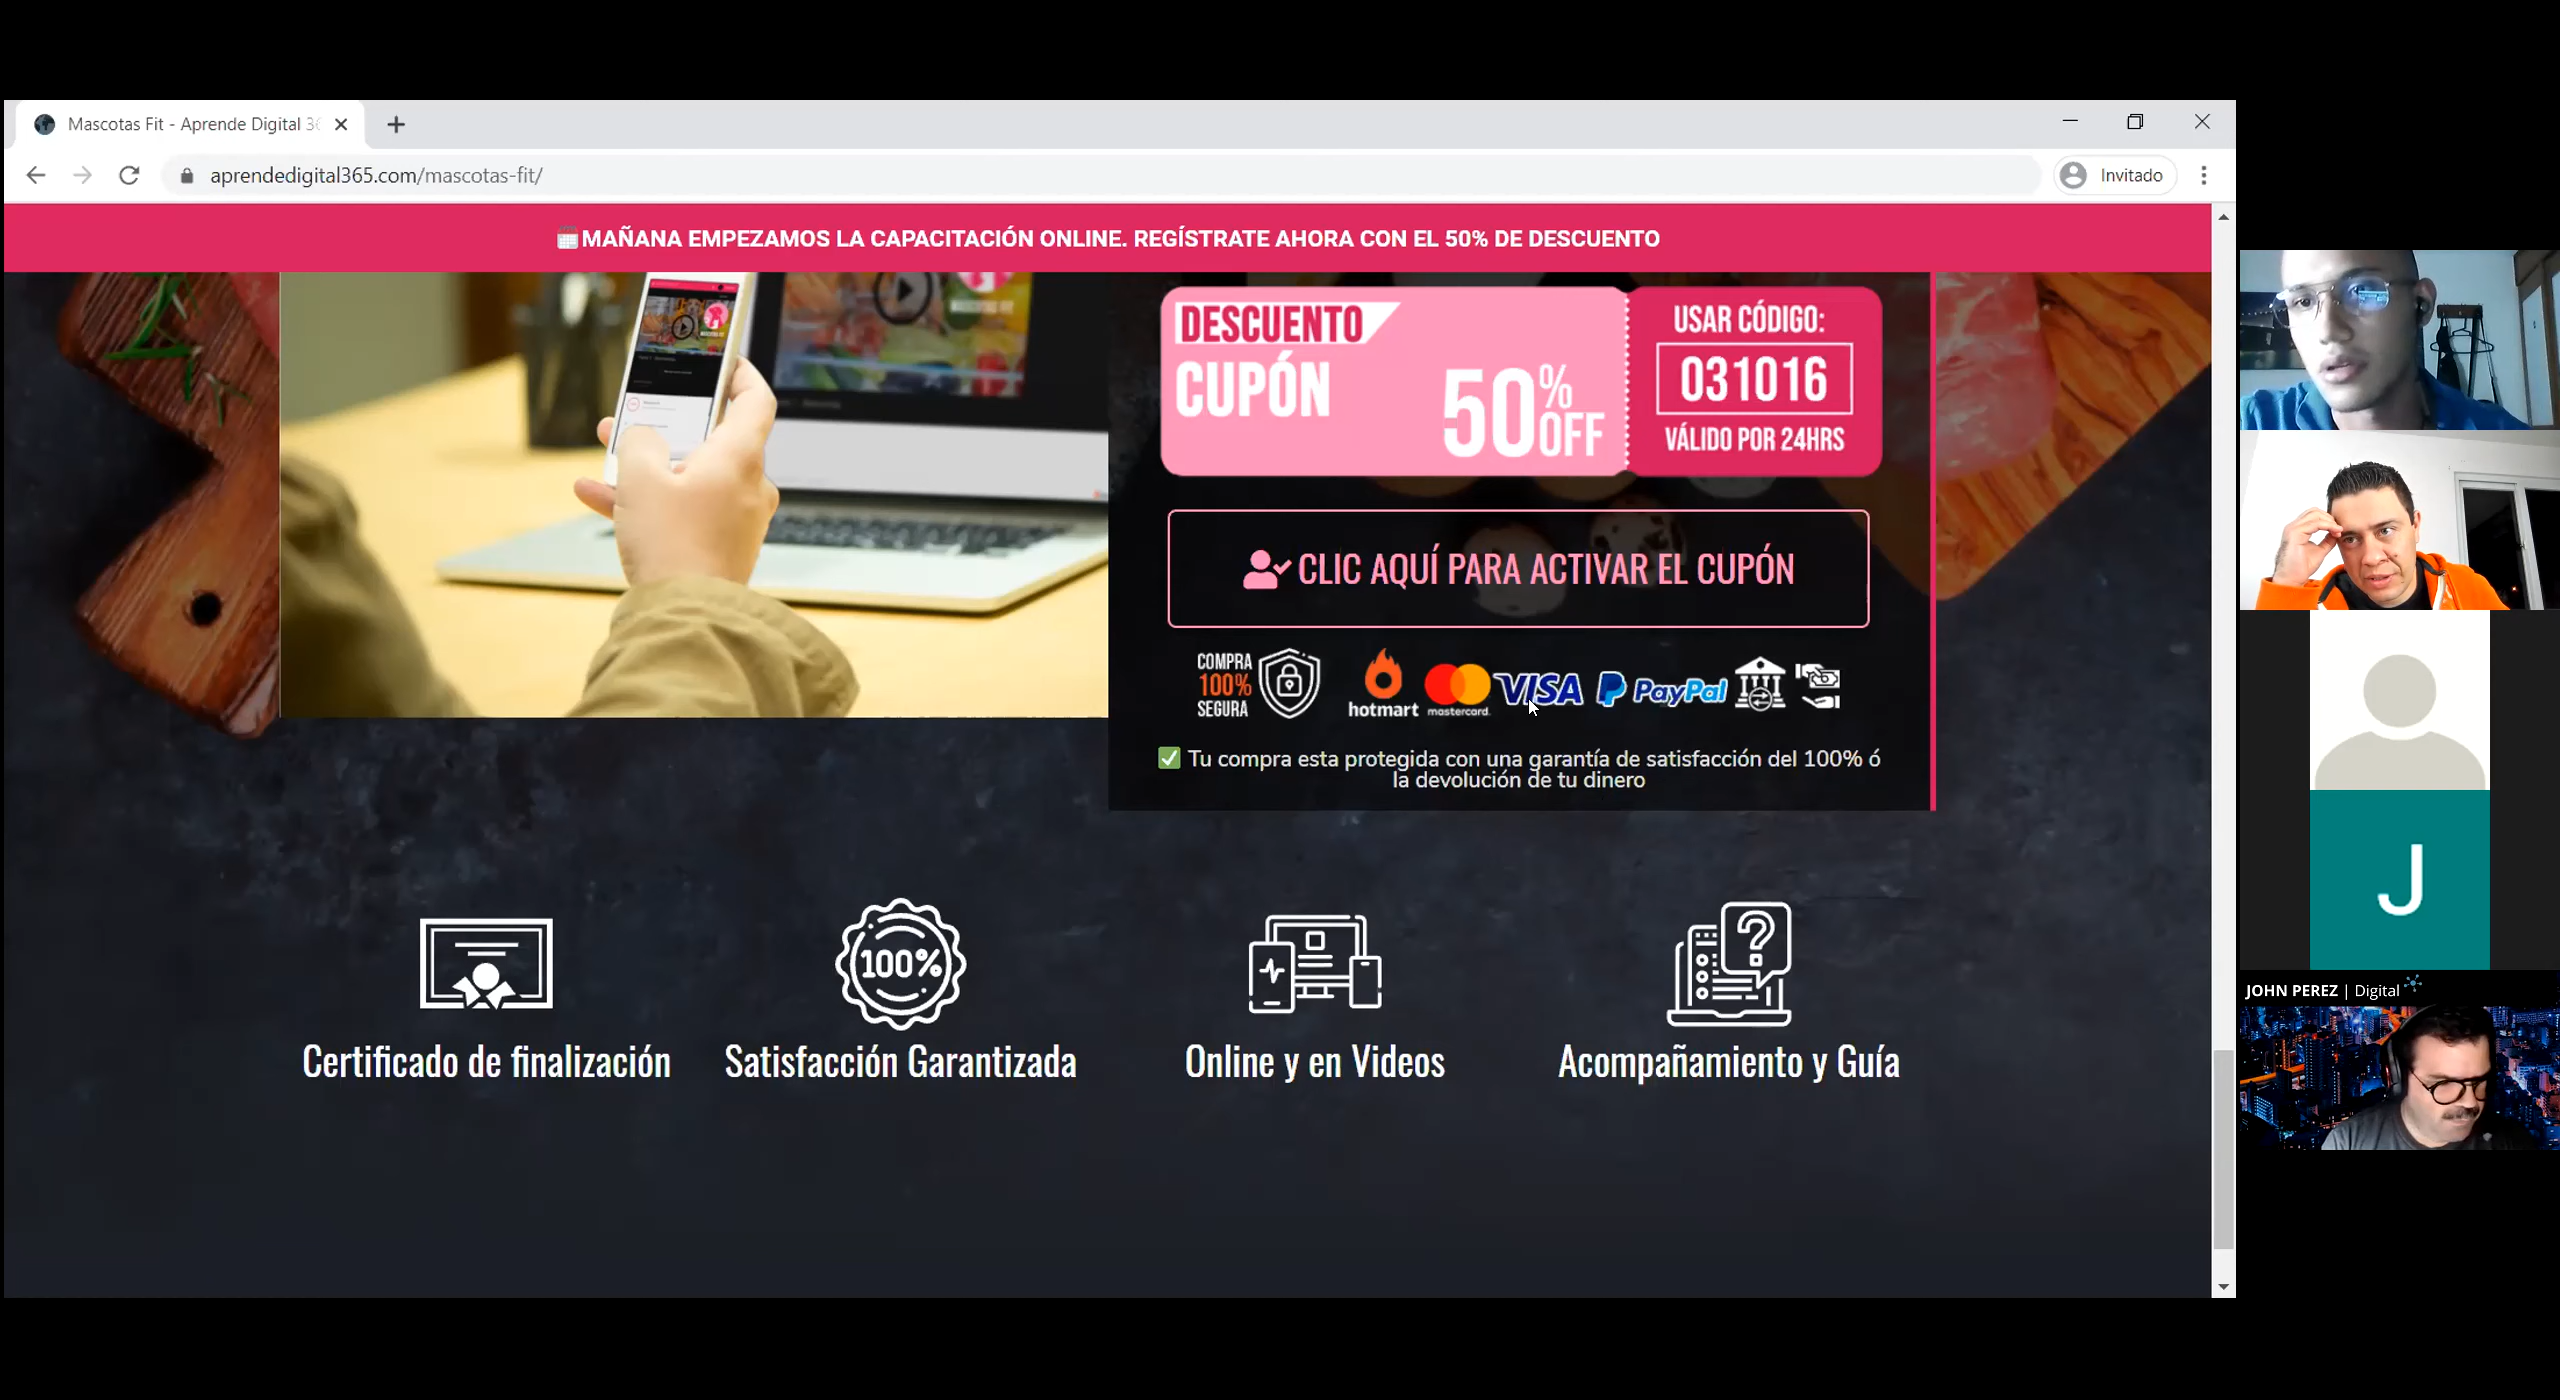 Mascotas Fit - Aprende Digital 36
aprendedigital365.com/mascotas-fit/
Invitado
MAÑANA EMPEZAMOS LA CAPACITACIÓN ONLINE. REGÍSTRATE AHORA CON EL 50% DE DESCUENTO
DESCUENTO
CUPÓN
50% OFF
USAR CÓDIGO:
031016
VÁLIDO POR 24HRS
CLIC AQUÍ PARA ACTIVAR EL CUPÓN
COMPRA
100%
SEGURA
hotmart
mastercard.
VISA
PayPal
✅ Tu compra esta protegida con una garantía de satisfacción del 100% ó
la devolución de tu dinero
100%
Certificado de finalización
Satisfacción Garantizada
Online y en Videos
Acompañamiento y Guía
J
JOHN PEREZ | Digital